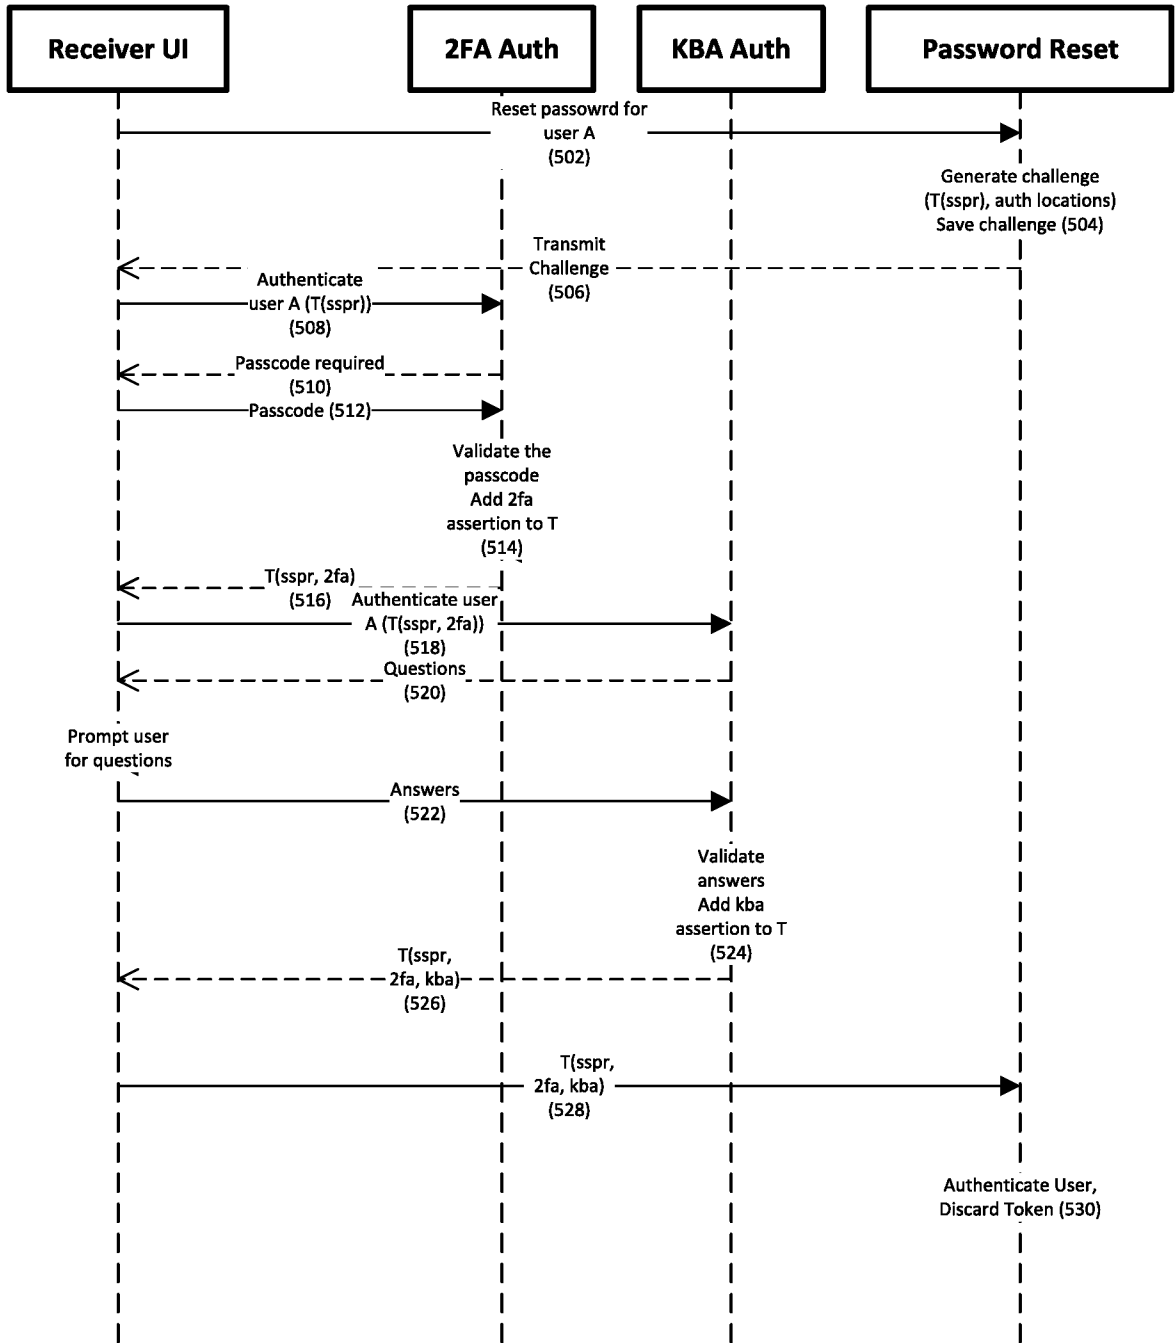 Receiver UI
2FA Auth
KBA Auth
Password Reset
Reset passowrd for
user A
(502)
Generate challenge
(T(sspr), auth locations)
Save challenge (504)
Transmit
Challenge
(506)
Authenticate
user A (T(sspr))
(508)
Passcode required
(510)
Passcode (512)
Validate the
passcode
Add 2fa
assertion to T
(514)
T(sspr, 2fa)
(516)
Authenticate user
A (T(sspr, 2fa))
(518)
Questions
(520)
Prompt user
for questions
Answers
(522)
Validate
answers
Add kba
assertion to T
(524)
T(sspr,
2fa, kba)
(526)
T(sspr,
2fa, kba)
(528)
Authenticate User,
Discard Token (530)